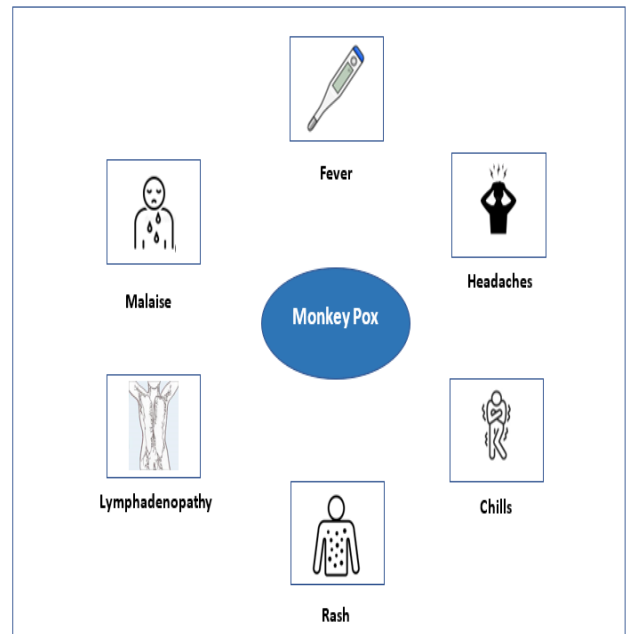 Fever
Malaise
Headaches
Monkey Pox
Lymphadenopathy
Chills
Rash